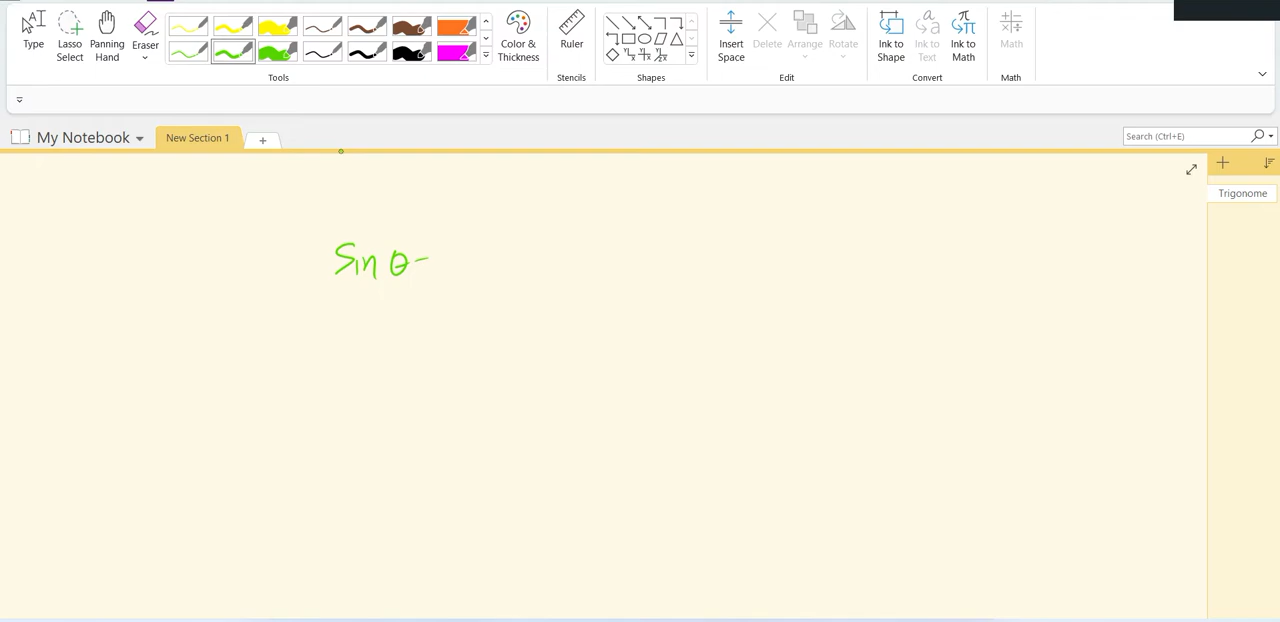 Type
Lasso Select
Panning Hand
Eraser
Color & Thickness
Ruler
Insert Space
Delete
Arrange
Rotate
Ink to Shape
Ink to Text
Ink to Math
Math
Tools
Stencils
Shapes
Edit
Convert
Math
My Notebook
New Section 1
Search (Ctrl+E)
Trigonome
Sin θ -